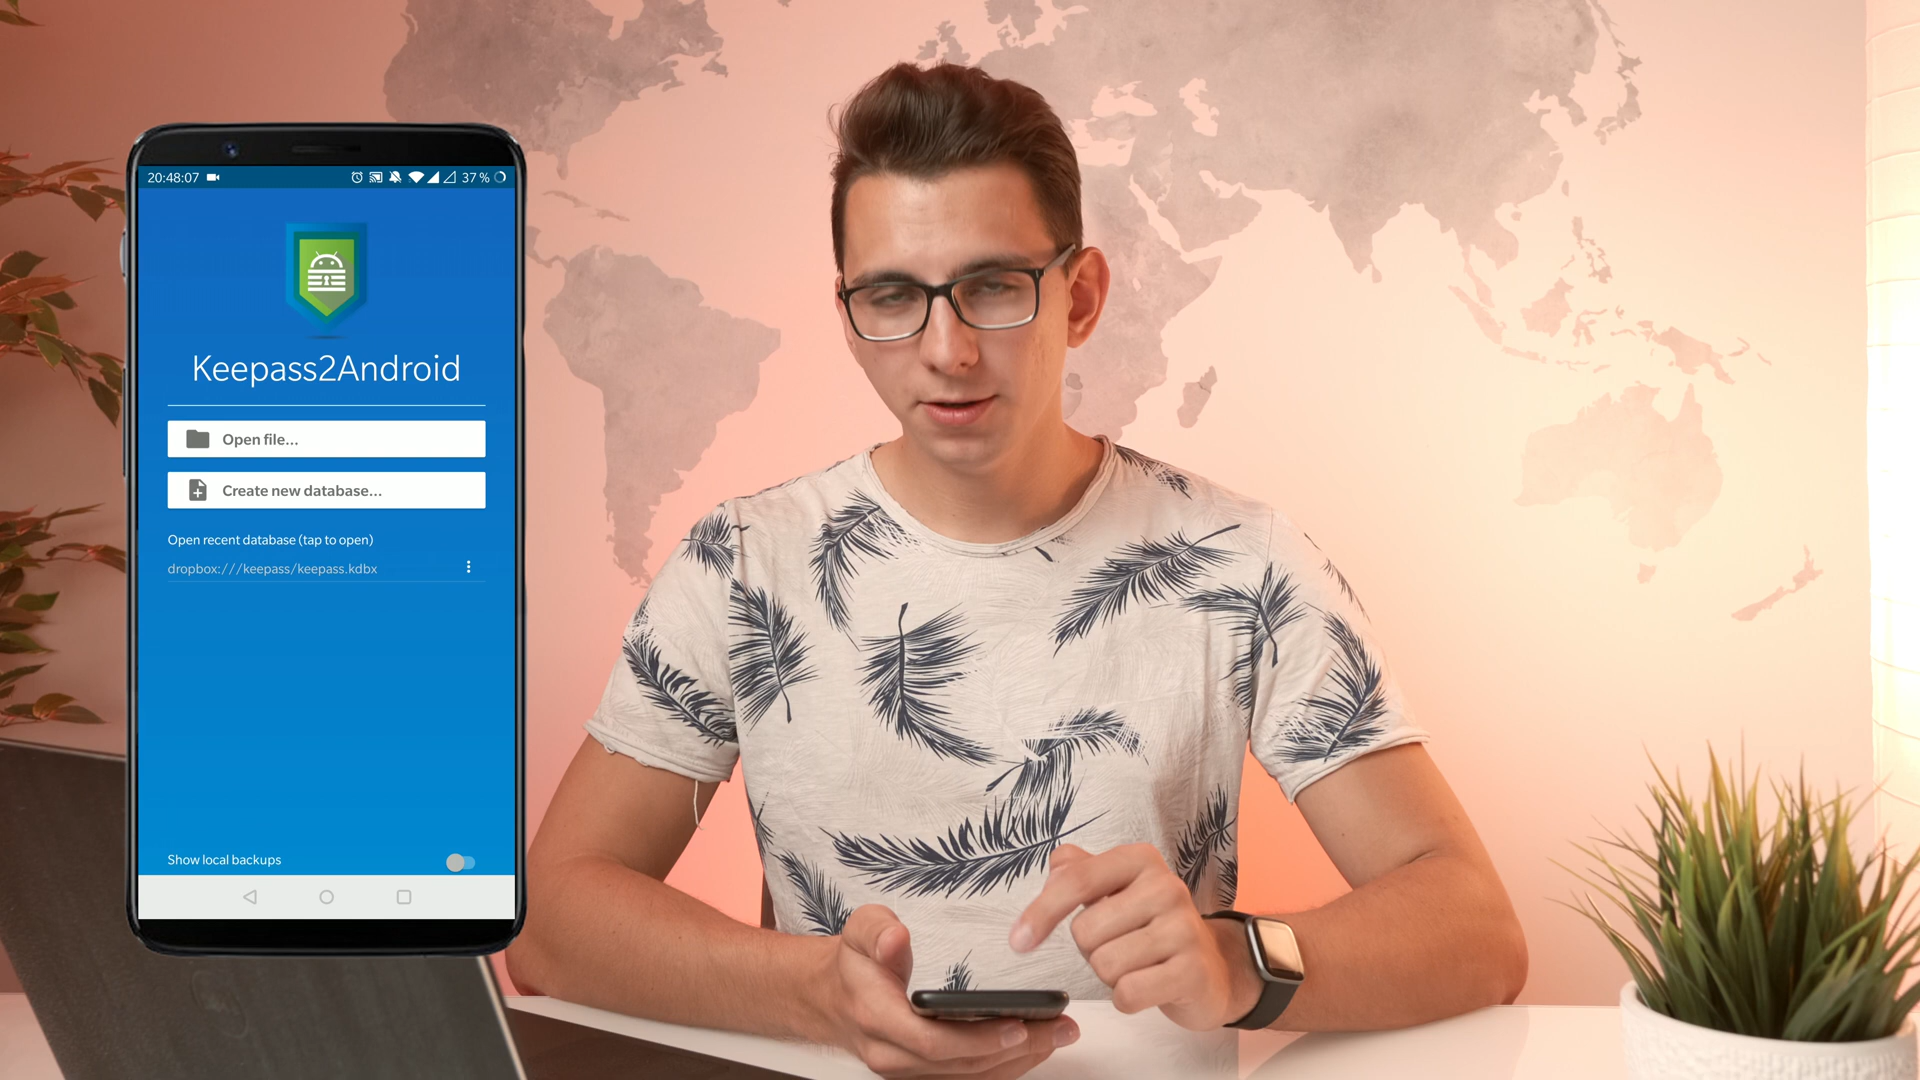 20:48:07 37 %
Keepass2Android
Open file...
Create new database...
Open recent database (tap to open)
dropbox:///keepass/keepass.kdbx
Show local backups